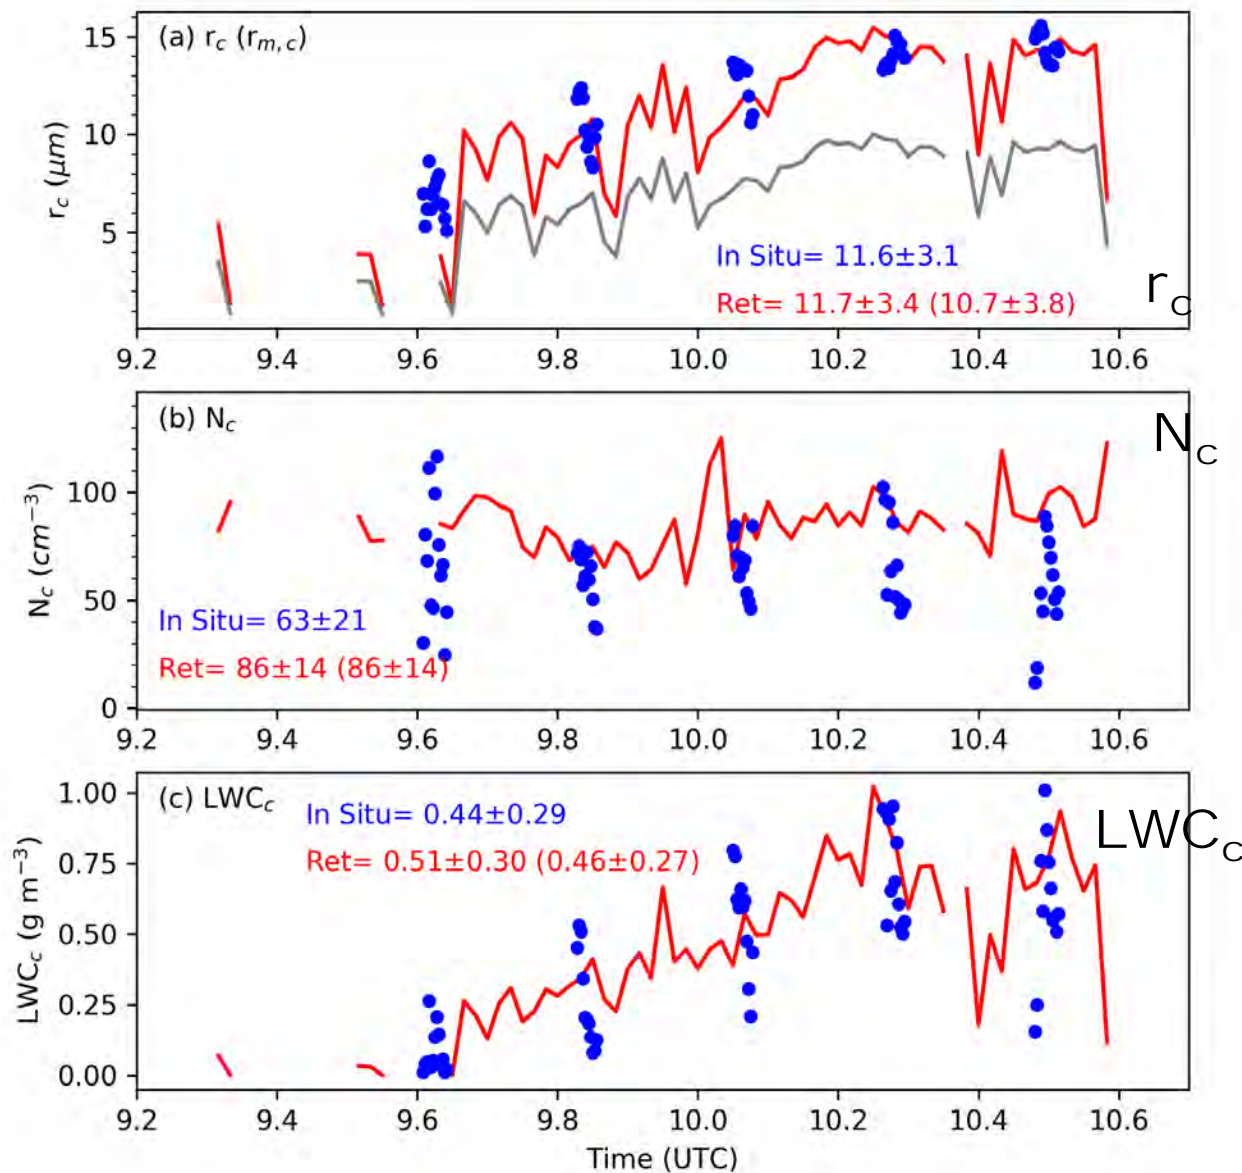 (a) r_c (r_{m,c})
15
10
5
r_c (μm)
In Situ= 11.6±3.1
Ret= 11.7±3.4 (10.7±3.8)
r_c
9.2 9.4 9.6 9.8 10.0 10.2 10.4 10.6
(b) N_c
N_c
100
50
0
N_c (cm^{−3})
In Situ= 63±21
Ret= 86±14 (86±14)
9.2 9.4 9.6 9.8 10.0 10.2 10.4 10.6
(c) LWC_c
In Situ= 0.44±0.29
Ret= 0.51±0.30 (0.46±0.27)
LWC_c
1.00
0.75
0.50
0.25
0.00
LWC_c (g m^{−3})
9.2 9.4 9.6 9.8 10.0 10.2 10.4 10.6
Time (UTC)